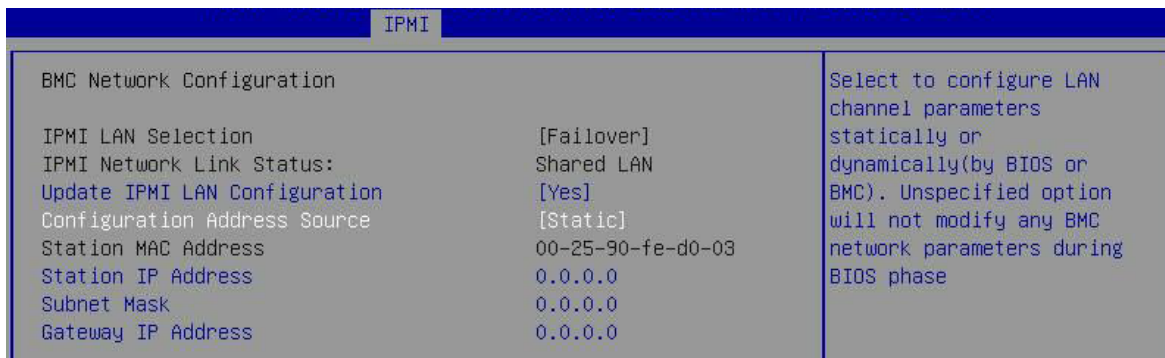 IPMI
BMC Network Configuration
IPMI LAN Selection [Failover]
IPMI Network Link Status: Shared LAN
Update IPMI LAN Configuration [Yes]
Configuration Address Source [Static]
Station MAC Address 00-25-90-fe-d0-03
Station IP Address 0.0.0.0
Subnet Mask 0.0.0.0
Gateway IP Address 0.0.0.0
Select to configure LAN
channel parameters
statically or
dynamically(by BIOS or
BMC). Unspecified option
will not modify any BMC
network parameters during
BIOS phase